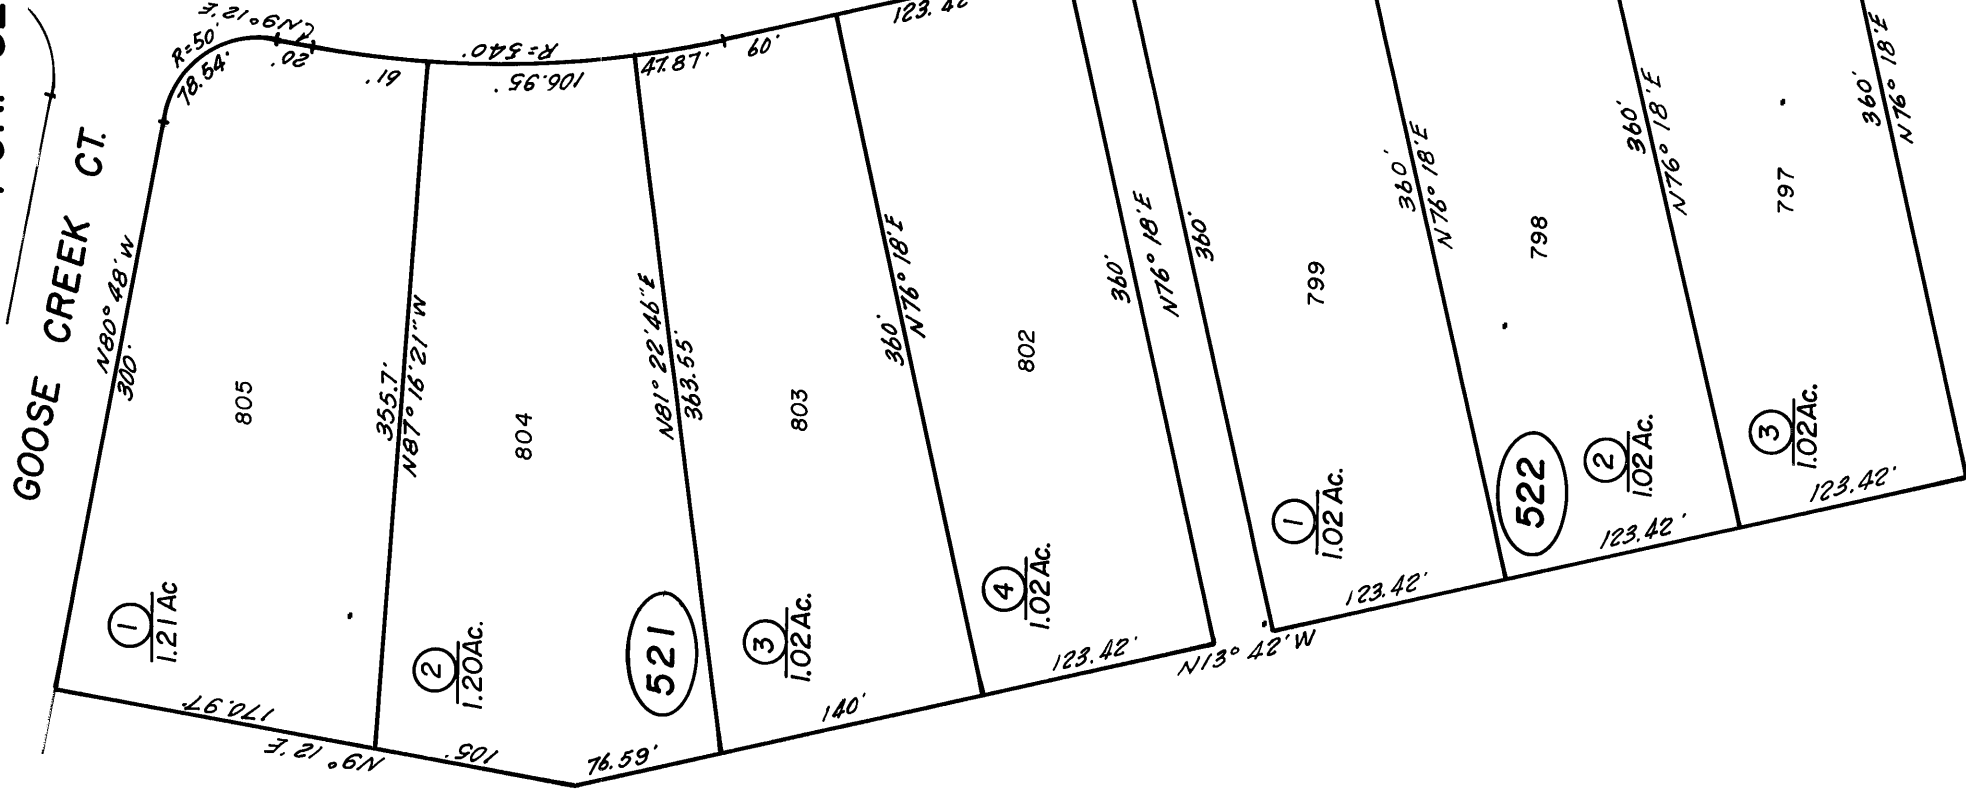 GOOSE CREEK CT.
N80° 48' W
300'
R=50'
78.54'
N9° 12' E
20'
61'
R=540'
106.95'
47.87'
60'
123.42'
805
1
1.21 Ac
355.7'
N87° 16' 21" W
804
2
1.20 Ac.
521
N81° 22' 46" E
363.55'
803
3
1.02 Ac.
360'
N76° 18' E
802
4
1.02 Ac.
360'
N76° 18' E
360'
799
1
1.02 Ac.
360'
N76° 18' E
798
522
2
1.02 Ac.
360'
N76° 18' E
797
3
1.02 Ac.
360'
N76° 18' E
170.97
N9° 12' E
105'
76.59'
140'
123.42'
N13° 42' W
123.42'
123.42'
123.42'